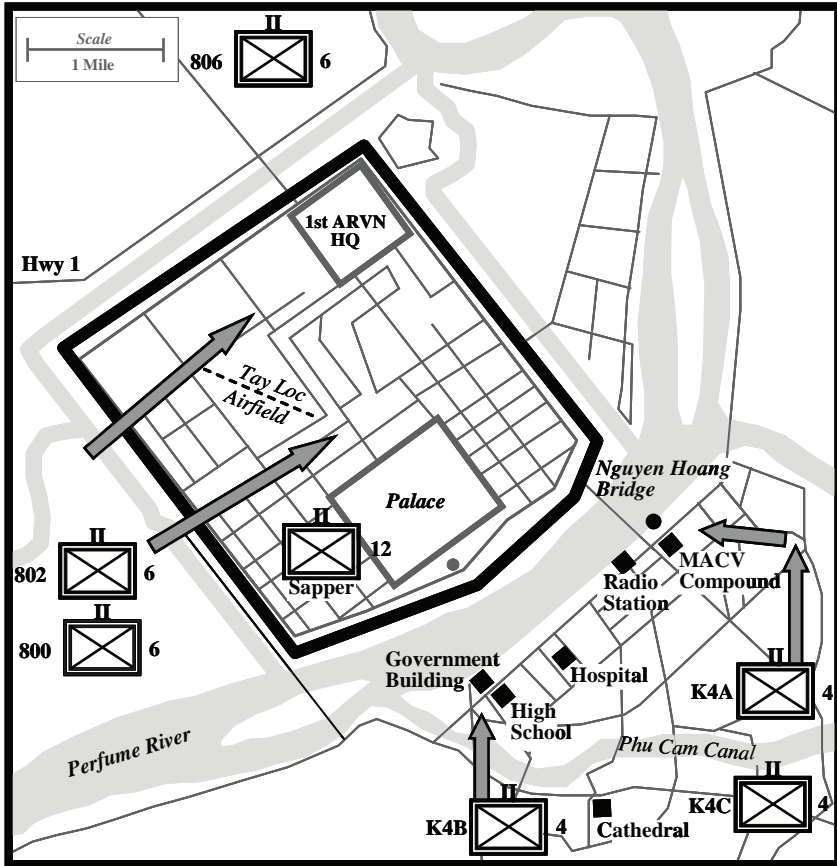 Scale
1 Mile
II
806 6
1st ARVN
HQ
Hwy 1
Tay Loc
Airfield
Palace
Nguyen Hoang
Bridge
II
12
Sapper
II
802 6
II
800 6
MACV
Compound
Radio
Station
Government
Building
Hospital
High
School
II
K4A 4
Perfume River
Phu Cam Canal
II
K4B 4
Cathedral
II
K4C 4